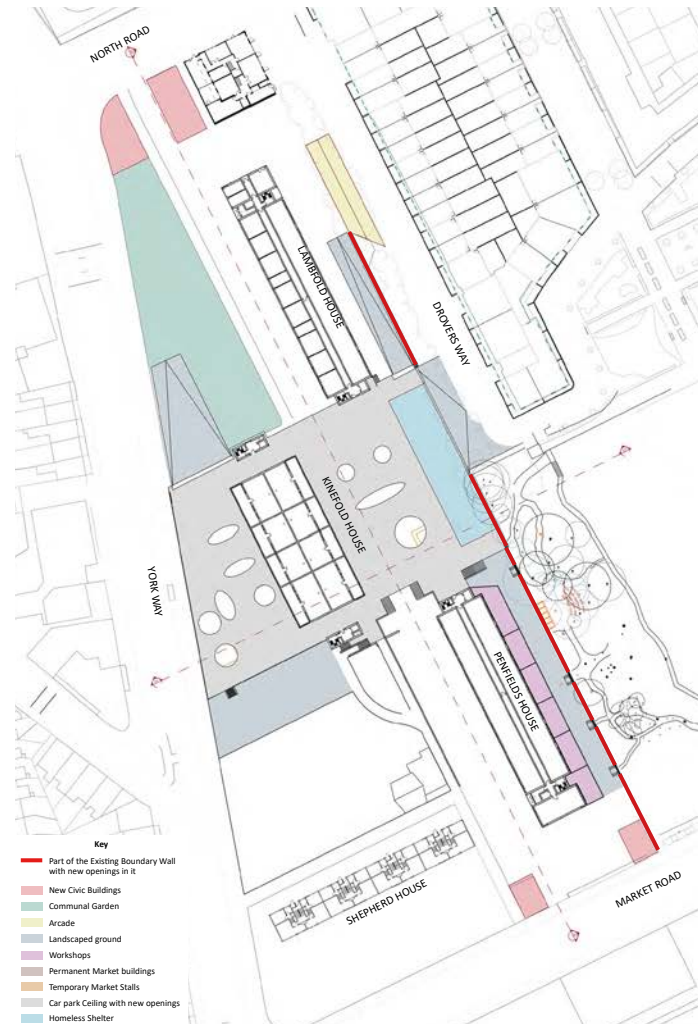 NORTH ROAD
LAMBFOLD HOUSE
DROVERS WAY
KINEFOLD HOUSE
YORK WAY
PENFIELDS HOUSE
SHEPHERD HOUSE
MARKET ROAD
Key
Part of the Existing Boundary Wall
with new openings in it
New Civic Buildings
Communal Garden
Arcade
Landscaped ground
Workshops
Permanent Market buildings
Temporary Market Stalls
Car park Ceiling with new openings
Homeless Shelter